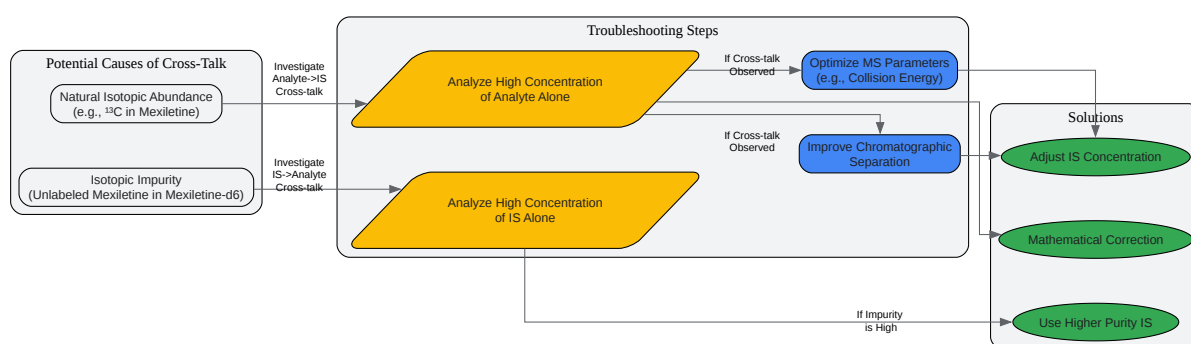 Potential Causes of Cross-Talk
Natural Isotopic Abundance
(e.g., ¹³C in Mexiletine)
Isotopic Impurity
(Unlabeled Mexiletine in Mexiletine-d6)
Investigate
Analyte->IS
Cross-talk
Investigate
IS->Analyte
Cross-talk
Troubleshooting Steps
Analyze High Concentration
of Analyte Alone
Analyze High Concentration
of IS Alone
If Cross-talk
Observed
If Cross-talk
Observed
Optimize MS Parameters
(e.g., Collision Energy)
Improve Chromatographic
Separation
If Impurity
is High
Solutions
Adjust IS Concentration
Mathematical Correction
Use Higher Purity IS